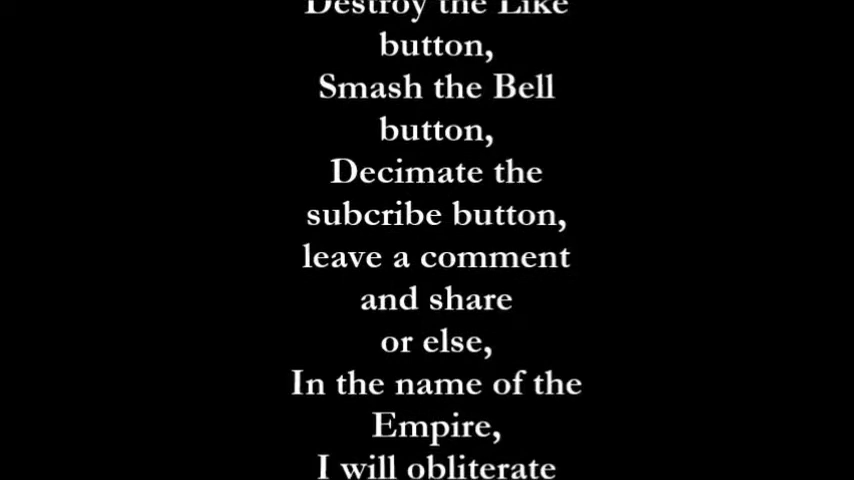 Destroy the Like
button,
Smash the Bell
button,
Decimate the
subcribe button,
leave a comment
and share
or else,
In the name of the
Empire,
I will obliterate